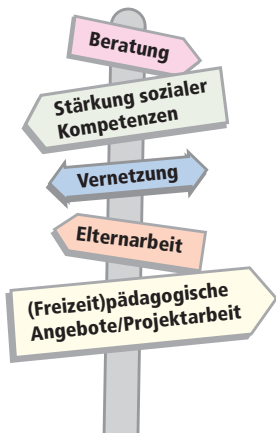 Beratung
Stärkung sozialer
Kompetenzen
Vernetzung
Elternarbeit
(Freizeit)pädagogische
Angebote/Projektarbeit